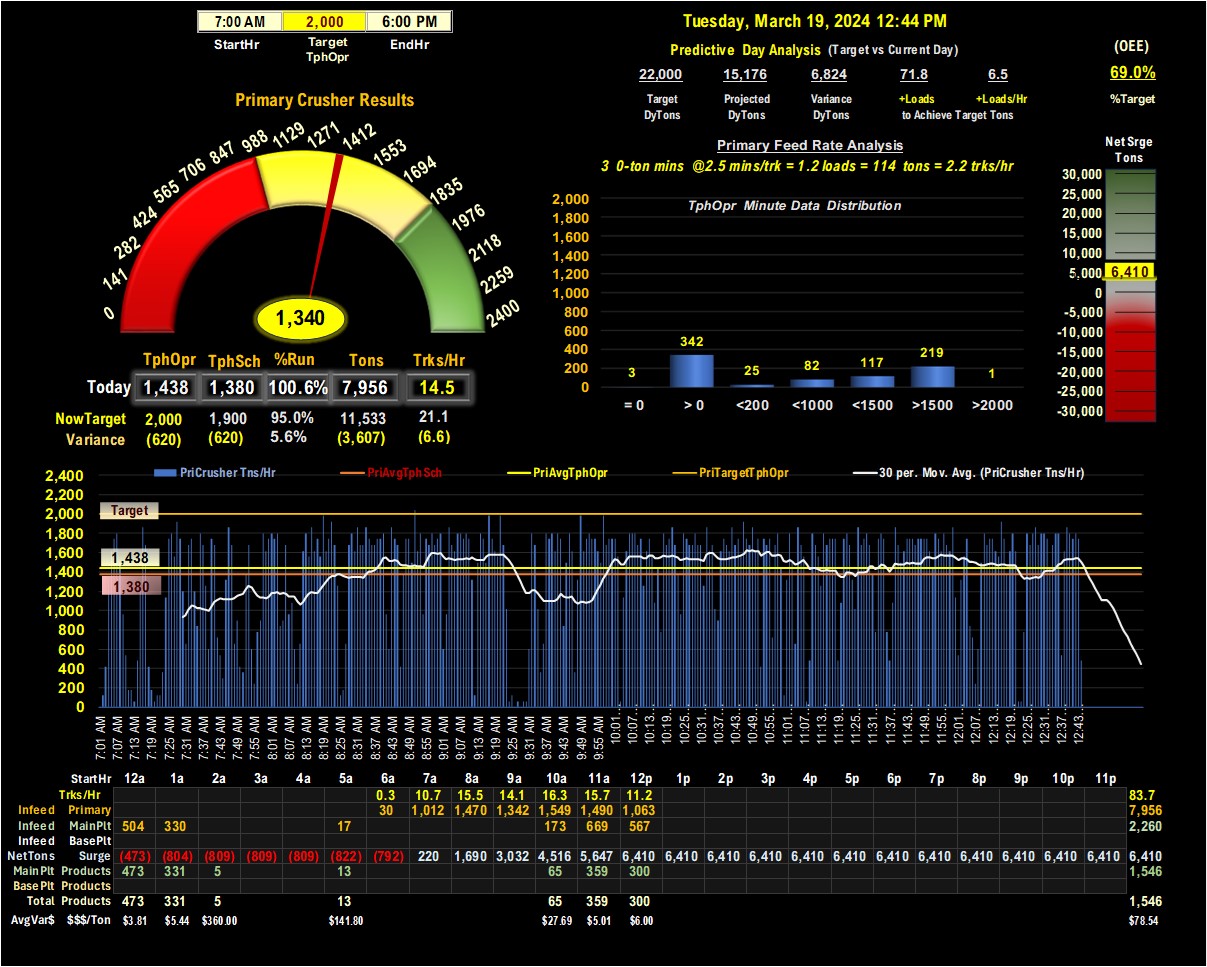 7:00 AM 2,000 6:00 PM
StartHr Target TphOpr EndHr
Tuesday, March 19, 2024 12:44 PM
Predictive Day Analysis (Target vs Current Day)
22,000 15,176 6,824 71.8 6.5
Target DyTons Projected DyTons Variance DyTons +Loads +Loads/Hr to Achieve Target Tons
(OEE)
69.0%
%Target
Primary Crusher Results
0 141 282 424 565 706 847 988 1129 1271 1412 1553 1694 1835 1976 2118 2259 2400
1,340
TphOpr TphSch %Run Tons Trks/Hr
Today 1,438 1,380 100.6% 7,956 14.5
NowTarget 2,000 1,900 95.0% 11,533 21.1
Variance (620) (620) 5.6% (3,607) (6.6)
Primary Feed Rate Analysis
3 0-ton mins @2.5 mins/trk = 1.2 loads = 114 tons = 2.2 trks/hr
TphOpr Minute Data Distribution
2,000
1,800
1,600
1,400
1,200
1,000
800
600
400
200
0
3 342 25 82 117 219 1
= 0 > 0 <200 <1000 <1500 >1500 >2000
Net Srge
Tons
30,000
25,000
20,000
15,000
10,000
5,000 6,410
0
-5,000
-10,000
-15,000
-20,000
-25,000
-30,000
PriCrusher Tns/Hr PriAvgTphSch PriAvgTphOpr PriTargetTphOpr 30 per. Mov. Avg. (PriCrusher Tns/Hr)
2,400
2,200
2,000 Target
1,800
1,600 1,438
1,400
1,200 1,380
1,000
800
600
400
200
0
7:01 AM 7:07 AM 7:13 AM 7:19 AM 7:25 AM 7:31 AM 7:37 AM 7:43 AM 7:49 AM 7:55 AM 8:01 AM 8:07 AM 8:13 AM 8:19 AM 8:25 AM 8:31 AM 8:37 AM 8:43 AM 8:49 AM 8:55 AM 9:01 AM 9:07 AM 9:13 AM 9:19 AM 9:25 AM 9:31 AM 9:37 AM 9:43 AM 9:49 AM 9:55 AM 10:01... 10:07... 10:13... 10:19... 10:25... 10:31... 10:37... 10:43... 10:49... 10:55... 11:01... 11:07... 11:13... 11:19... 11:25... 11:31... 11:37... 11:43... 11:49... 11:55... 12:01... 12:07... 12:13... 12:19... 12:25... 12:31... 12:37... 12:43...
StartHr 12a 1a 2a 3a 4a 5a 6a 7a 8a 9a 10a 11a 12p 1p 2p 3p 4p 5p 6p 7p 8p 9p 10p 11p
Trks/Hr 0.3 10.7 15.5 14.1 16.3 15.7 11.2 83.7
Infeed Primary 30 1,012 1,470 1,342 1,549 1,490 1,063 7,956
Infeed MainPlt 504 330 17 173 669 567 2,260
Infeed BasePlt
NetTons Surge (473) (804) (809) (809) (809) (822) (792) 220 1,690 3,032 4,516 5,647 6,410 6,410 6,410 6,410 6,410 6,410 6,410 6,410 6,410 6,410 6,410 6,410 6,410
MainPlt Products 473 331 5 13 65 359 300 1,546
BasePlt Products
Total Products 473 331 5 13 65 359 300 1,546
AvgVar$ $$$/Ton $3.81 $5.44 $360.00 $141.80 $27.69 $5.01 $6.00 $78.54